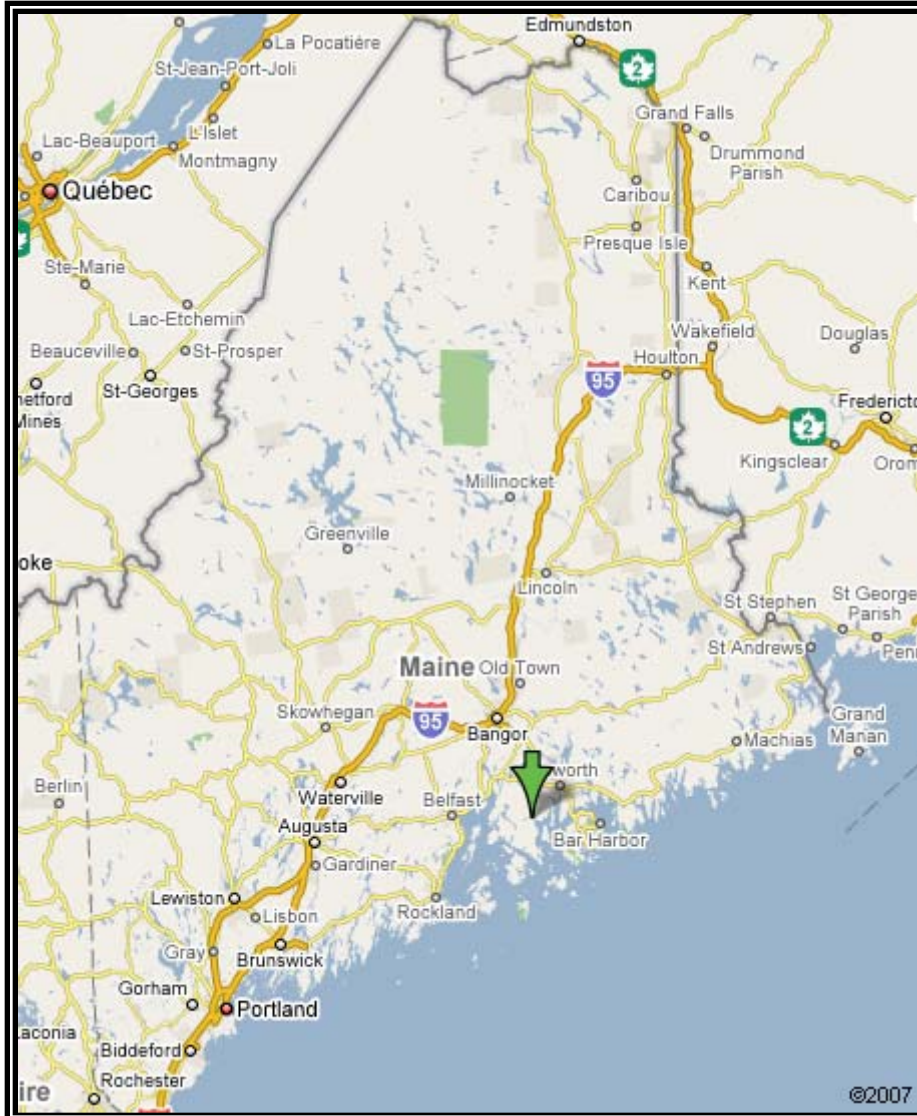 Edmundston
La Pocatière
2
St-Jean-Port-Joli
Grand Falls
L'Islet
Lac-Beauport
Montmagny
Drummond
Parish
Québec
Caribou
Presque Isle
Ste-Marie
Kent
Lac-Etchemin
Wakefield
Douglas
Beauceville
St-Prosper
Houlton
95
St-Georges
hetford
Mines
Fredericto
2
Kingsclear
Orom
Millinocket
Greenville
oke
Lincoln
St Stephen
St George
Parish
St Andrews
Penn
Maine
Old Town
Skowhegan
95
Bangor
Grand
Manan
Machias
worth
Berlin
Waterville
Belfast
Augusta
Bar Harbor
Gardiner
Lewiston
Lisbon
Rockland
Gray
Brunswick
Gorham
Portland
aconia
Biddeford
Rochester
ire
©2007